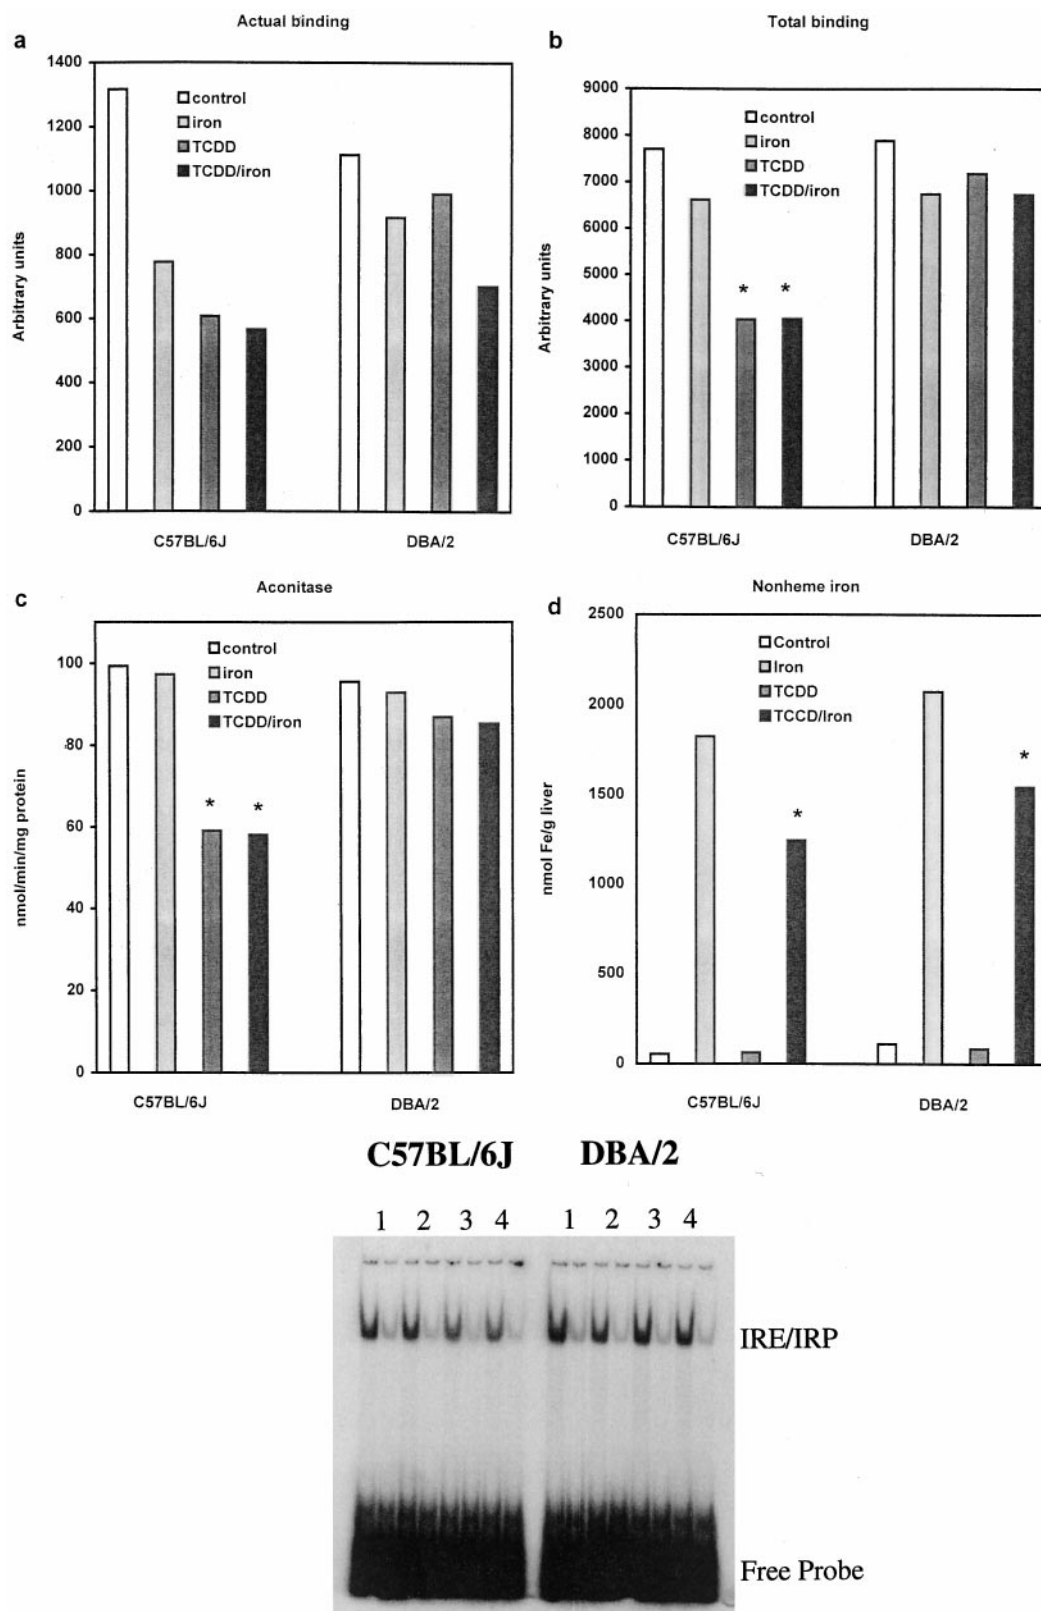 Actual binding
a
1400
1200
1000
800
600
400
200
0
Arbitrary units
control
iron
TCDD
TCDD/iron
C57BL/6J DBA/2
Total binding
b
9000
8000
7000
6000
5000
4000
3000
2000
1000
0
Arbitrary units
control
iron
TCDD
TCDD/iron
* *
C57BL/6J DBA/2
Aconitase
c
100
80
60
40
20
0
nmol/min/mg protein
control
iron
TCDD
TCDD/iron
* *
C57BL/6J DBA/2
Nonheme iron
d
2500
2000
1500
1000
500
0
nmol Fe/g liver
Control
Iron
TCDD
TCCD/Iron
* *
C57BL/6J DBA/2
C57BL/6J DBA/2
1 2 3 4 1 2 3 4
IRE/IRP
Free Probe